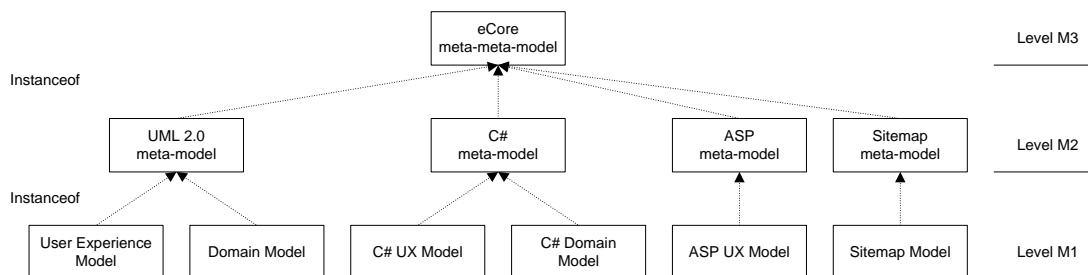 eCore
meta-meta-model
Level M3
Instanceof
UML 2.0
meta-model
C#
meta-model
ASP
meta-model
Sitemap
meta-model
Level M2
Instanceof
User Experience
Model
Domain Model
C# UX Model
C# Domain
Model
ASP UX Model
Sitemap Model
Level M1